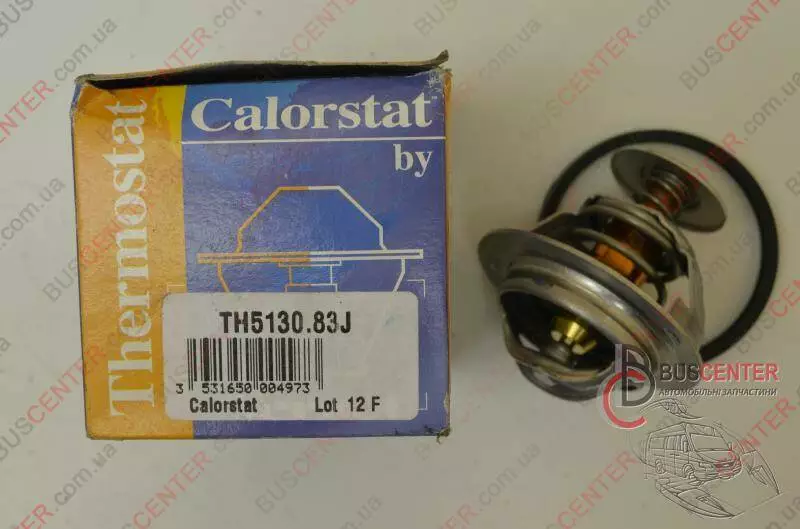 Thermostat
Calorstat
by
TH5130.83J
3 531650 004973
Calorstat Lot 12 F
BUSCENTER
АВТОМОБІЛЬНІ ЗАПЧАСТИНИ
BUSCENTER.com.ua